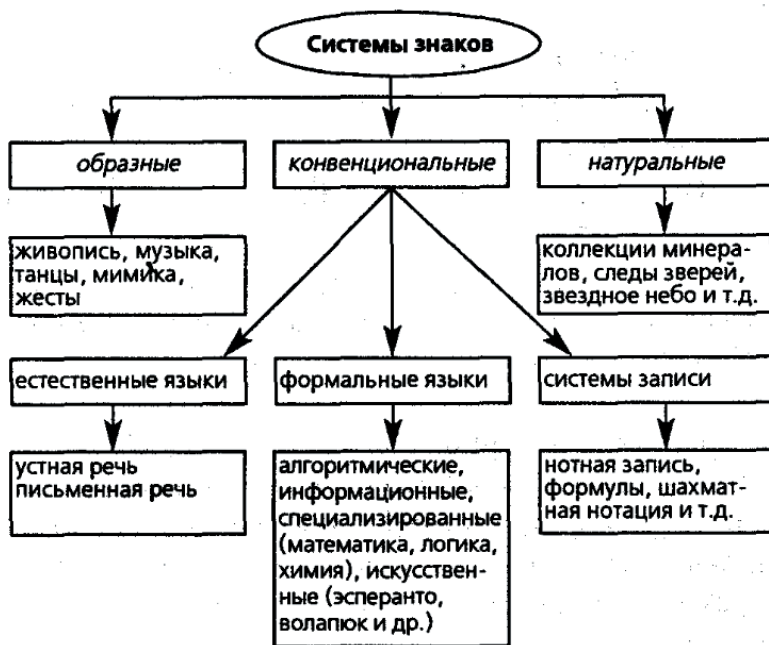 Системы знаков
образные
конвенциональные
натуральные
живопись, музыка,
танцы, мимика,
жесты
коллекции минера-
лов, следы зверей,
звездное небо и т.д.
естественные языки
формальные языки
системы записи
устная речь
письменная речь
алгоритмические,
информационные,
специализированные
(математика, логика,
химия), искусствен-
ные (эсперанто,
волапюк и др.)
нотная запись,
формулы, шахмат-
ная нотация и т.д.